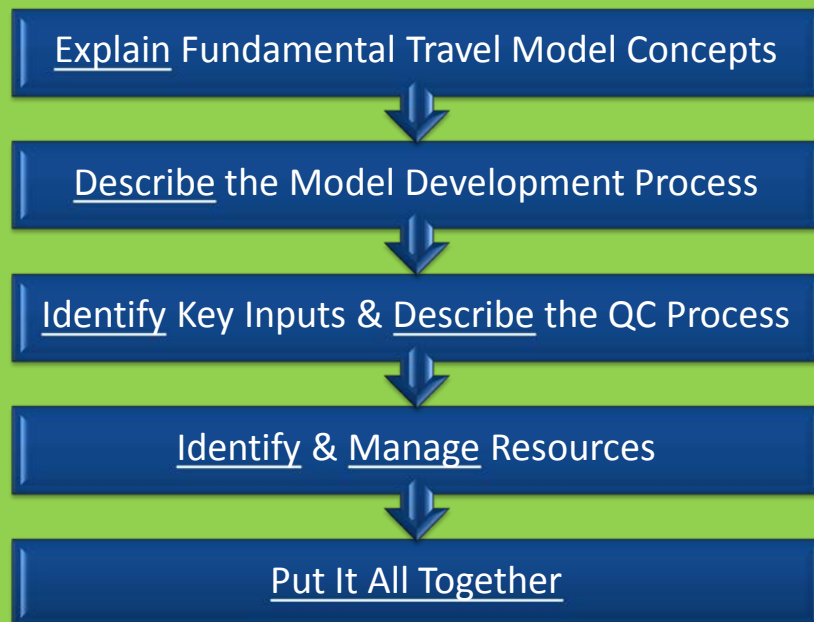 Explain Fundamental Travel Model Concepts
Describe the Model Development Process
Identify Key Inputs & Describe the QC Process
Identify & Manage Resources
Put It All Together